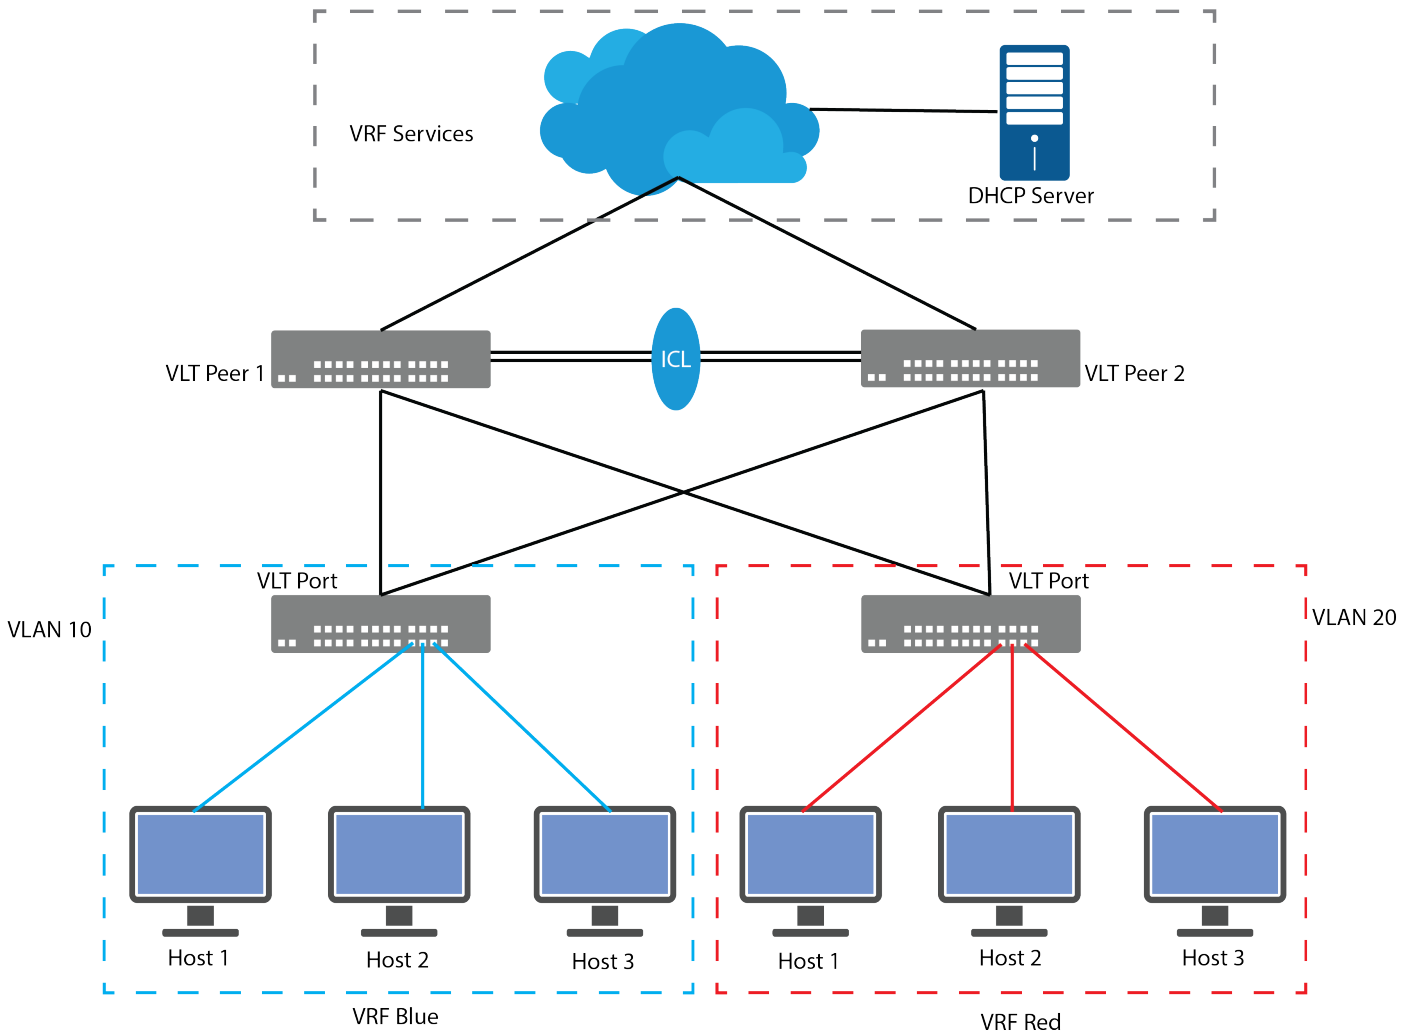 VRF Services
DHCP Server
VLT Peer 1
ICL
VLT Peer 2
VLT Port
VLT Port
VLAN 10
VLAN 20
Host 1
Host 2
Host 3
Host 1
Host 2
Host 3
VRF Blue
VRF Red